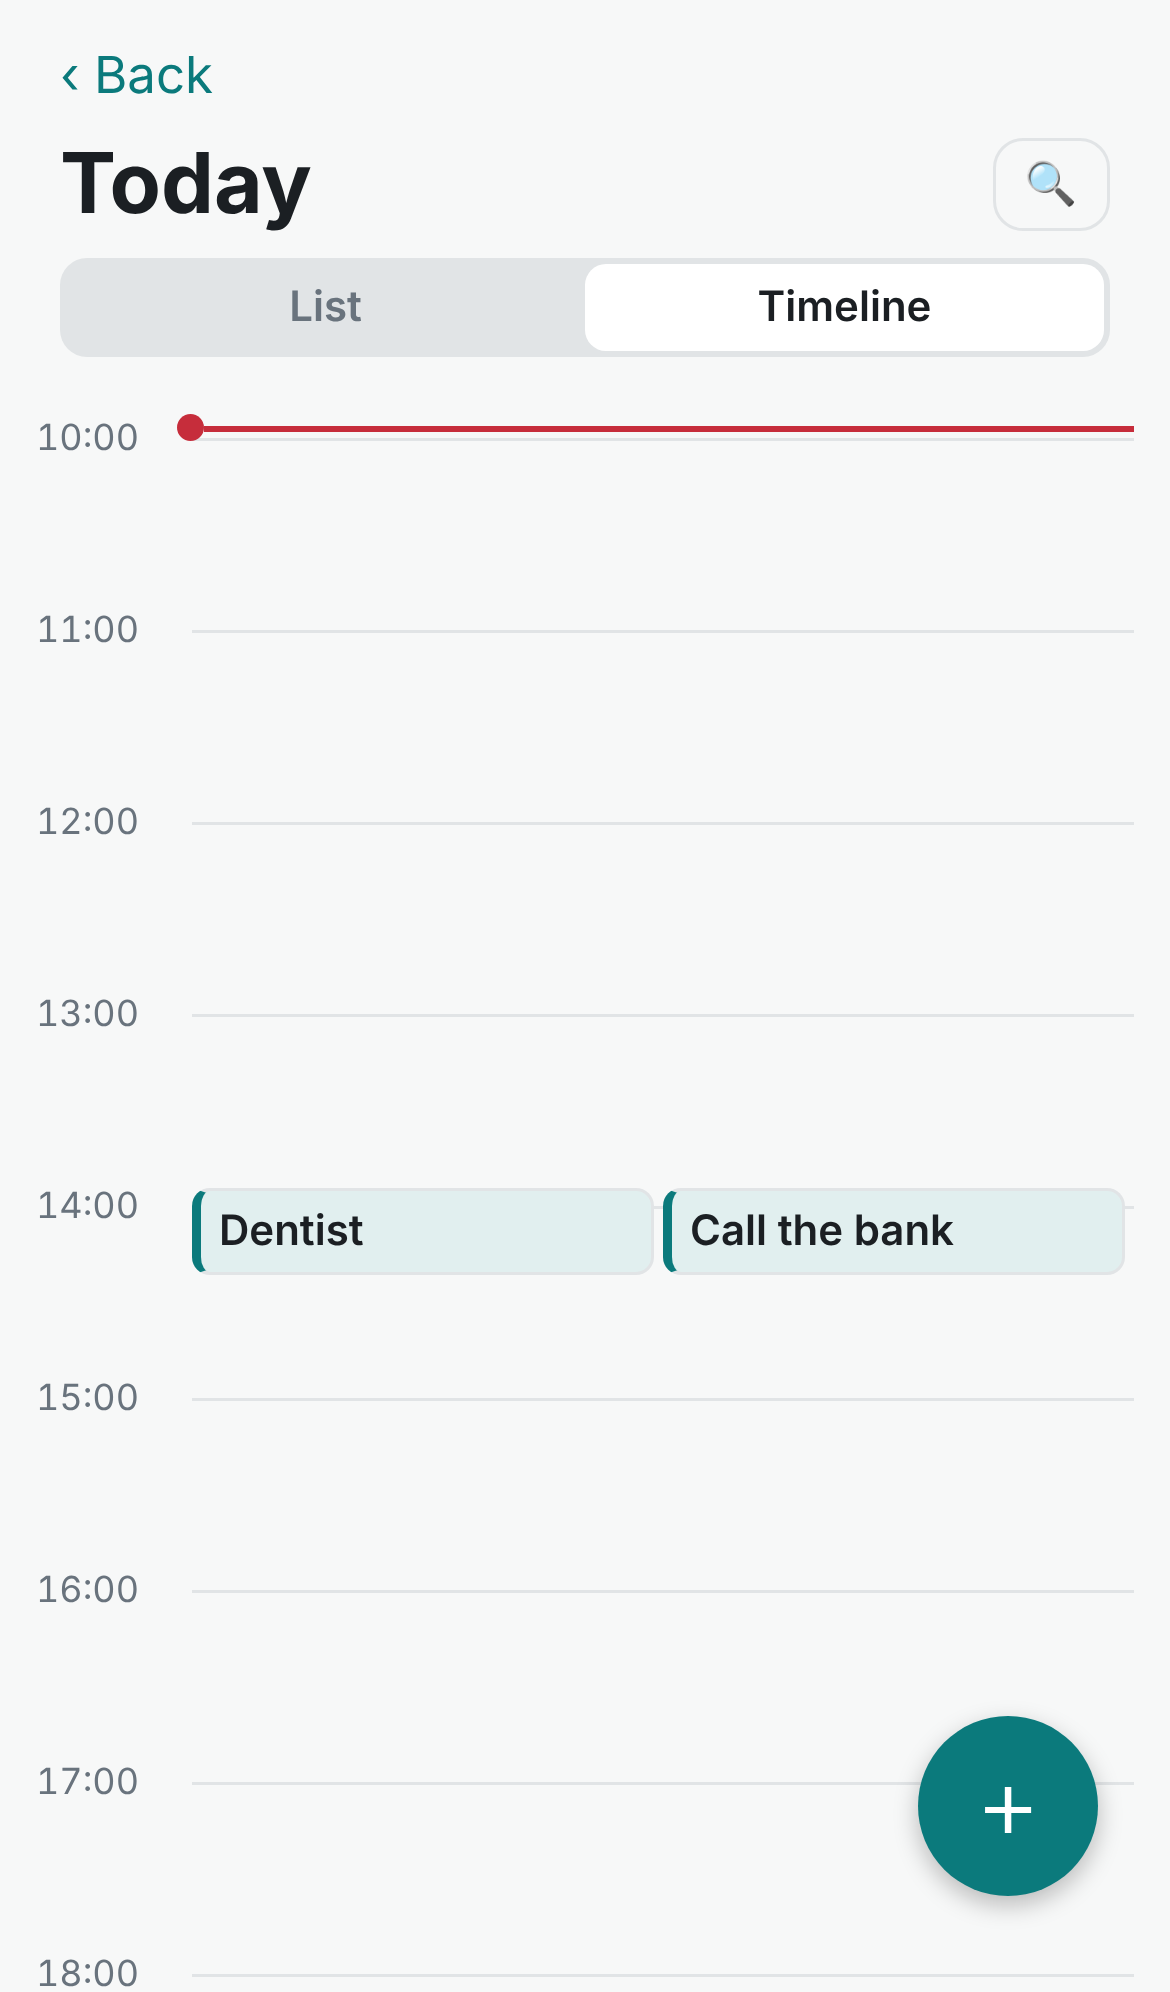 ‹ Back
Today
List
Timeline
10:00
11:00
12:00
13:00
14:00
Dentist
Call the bank
15:00
16:00
17:00
+
18:00